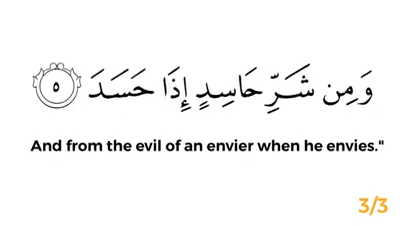 وَمِن شَرِّ حَاسِدٍ إِذَا حَسَدَ ٥
And from the evil of an envier when he envies."
3/3